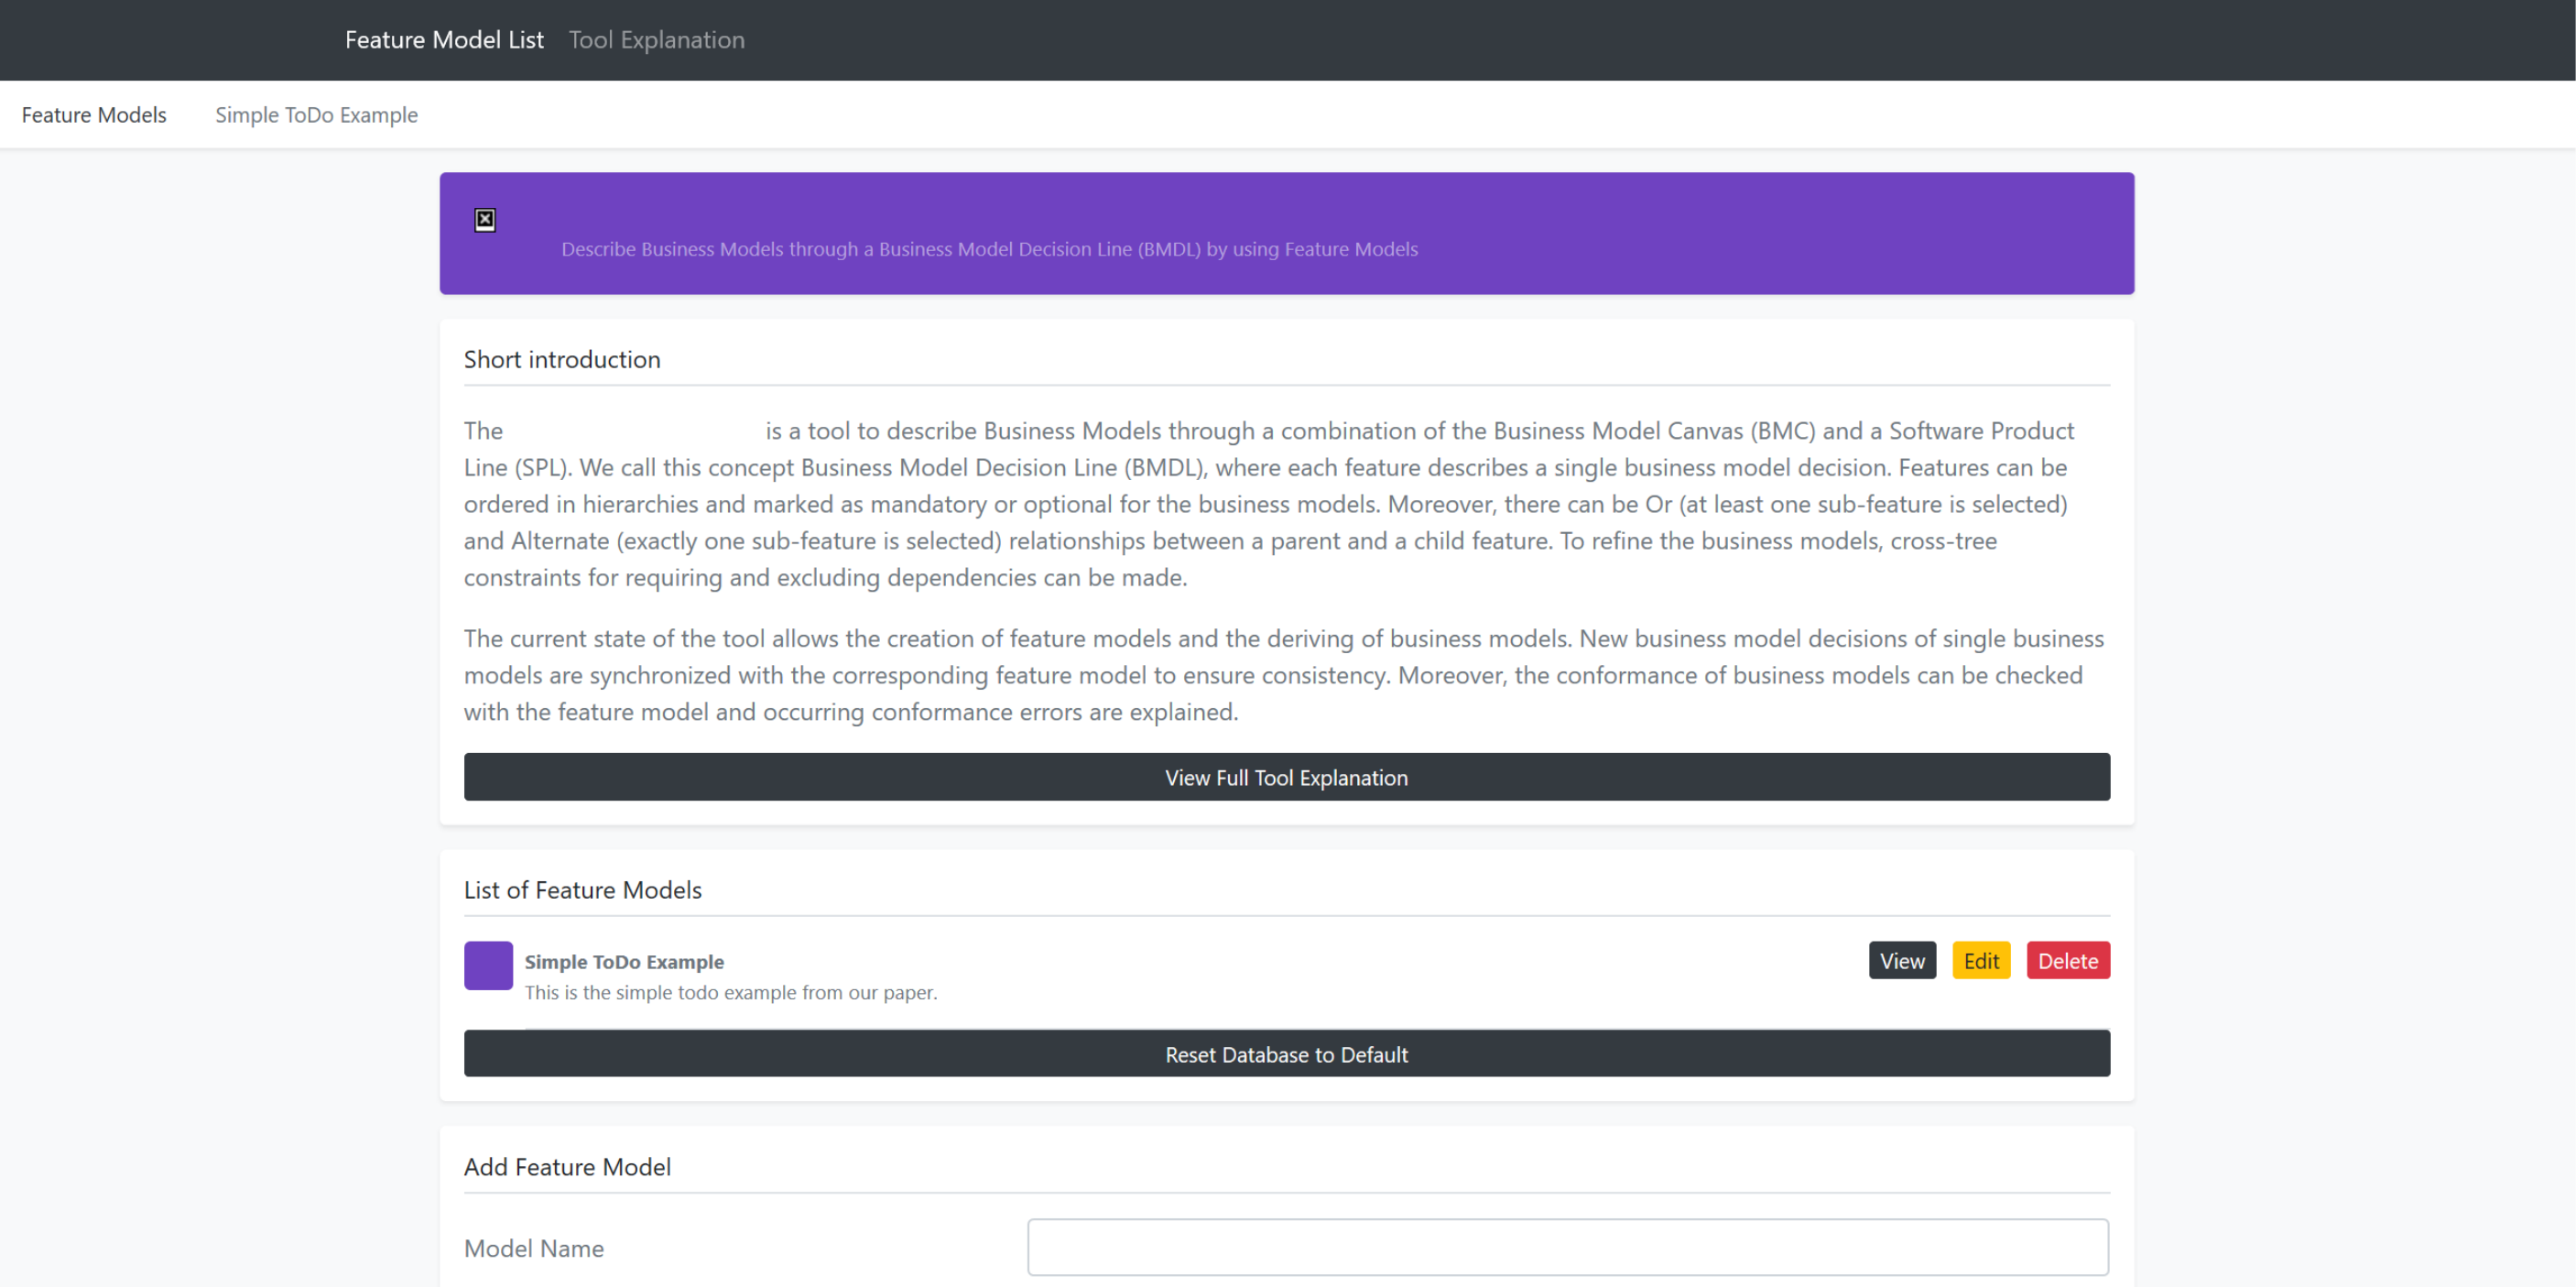 Feature Model List Tool Explanation
Feature Models Simple ToDo Example
Describe Business Models through a Business Model Decision Line (BMDL) by using Feature Models
Short introduction
The is a tool to describe Business Models through a combination of the Business Model Canvas (BMC) and a Software Product
Line (SPL). We call this concept Business Model Decision Line (BMDL), where each feature describes a single business model decision. Features can be
ordered in hierarchies and marked as mandatory or optional for the business models. Moreover, there can be Or (at least one sub-feature is selected)
and Alternate (exactly one sub-feature is selected) relationships between a parent and a child feature. To refine the business models, cross-tree
constraints for requiring and excluding dependencies can be made.
The current state of the tool allows the creation of feature models and the deriving of business models. New business model decisions of single business
models are synchronized with the corresponding feature model to ensure consistency. Moreover, the conformance of business models can be checked
with the feature model and occurring conformance errors are explained.
View Full Tool Explanation
List of Feature Models
Simple ToDo Example
View Edit Delete
This is the simple todo example from our paper.
Reset Database to Default
Add Feature Model
Model Name